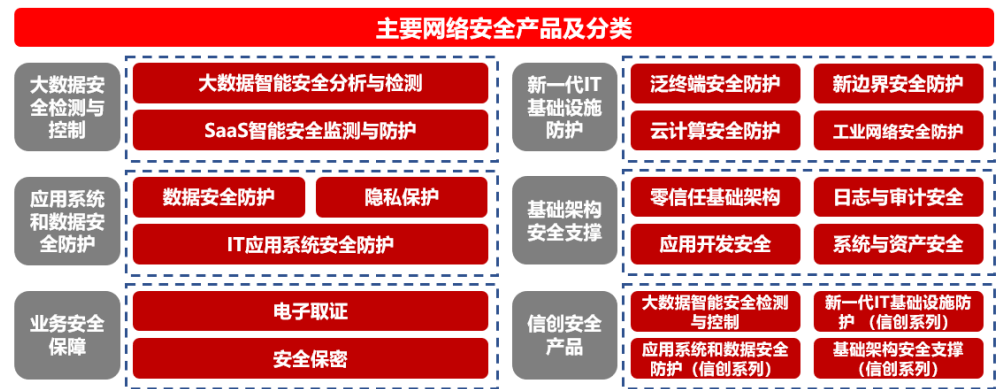 主要网络安全产品及分类
大数据安
全检测与
控制
大数据智能安全分析与检测
SaaS智能安全监测与防护
新一代IT
基础设施
防护
泛终端安全防护
新边界安全防护
云计算安全防护
工业网络安全防护
应用系统
和数据安
全防护
数据安全防护
隐私保护
IT应用系统安全防护
基础架构
安全支撑
零信任基础架构
日志与审计安全
应用开发安全
系统与资产安全
业务安全
保障
电子取证
安全保密
信创安全
产品
大数据智能安全检测
与控制
新一代IT基础设施防
护 （信创系列）
应用系统和数据安全
防护（信创系列）
基础架构安全支撑
（信创系列）